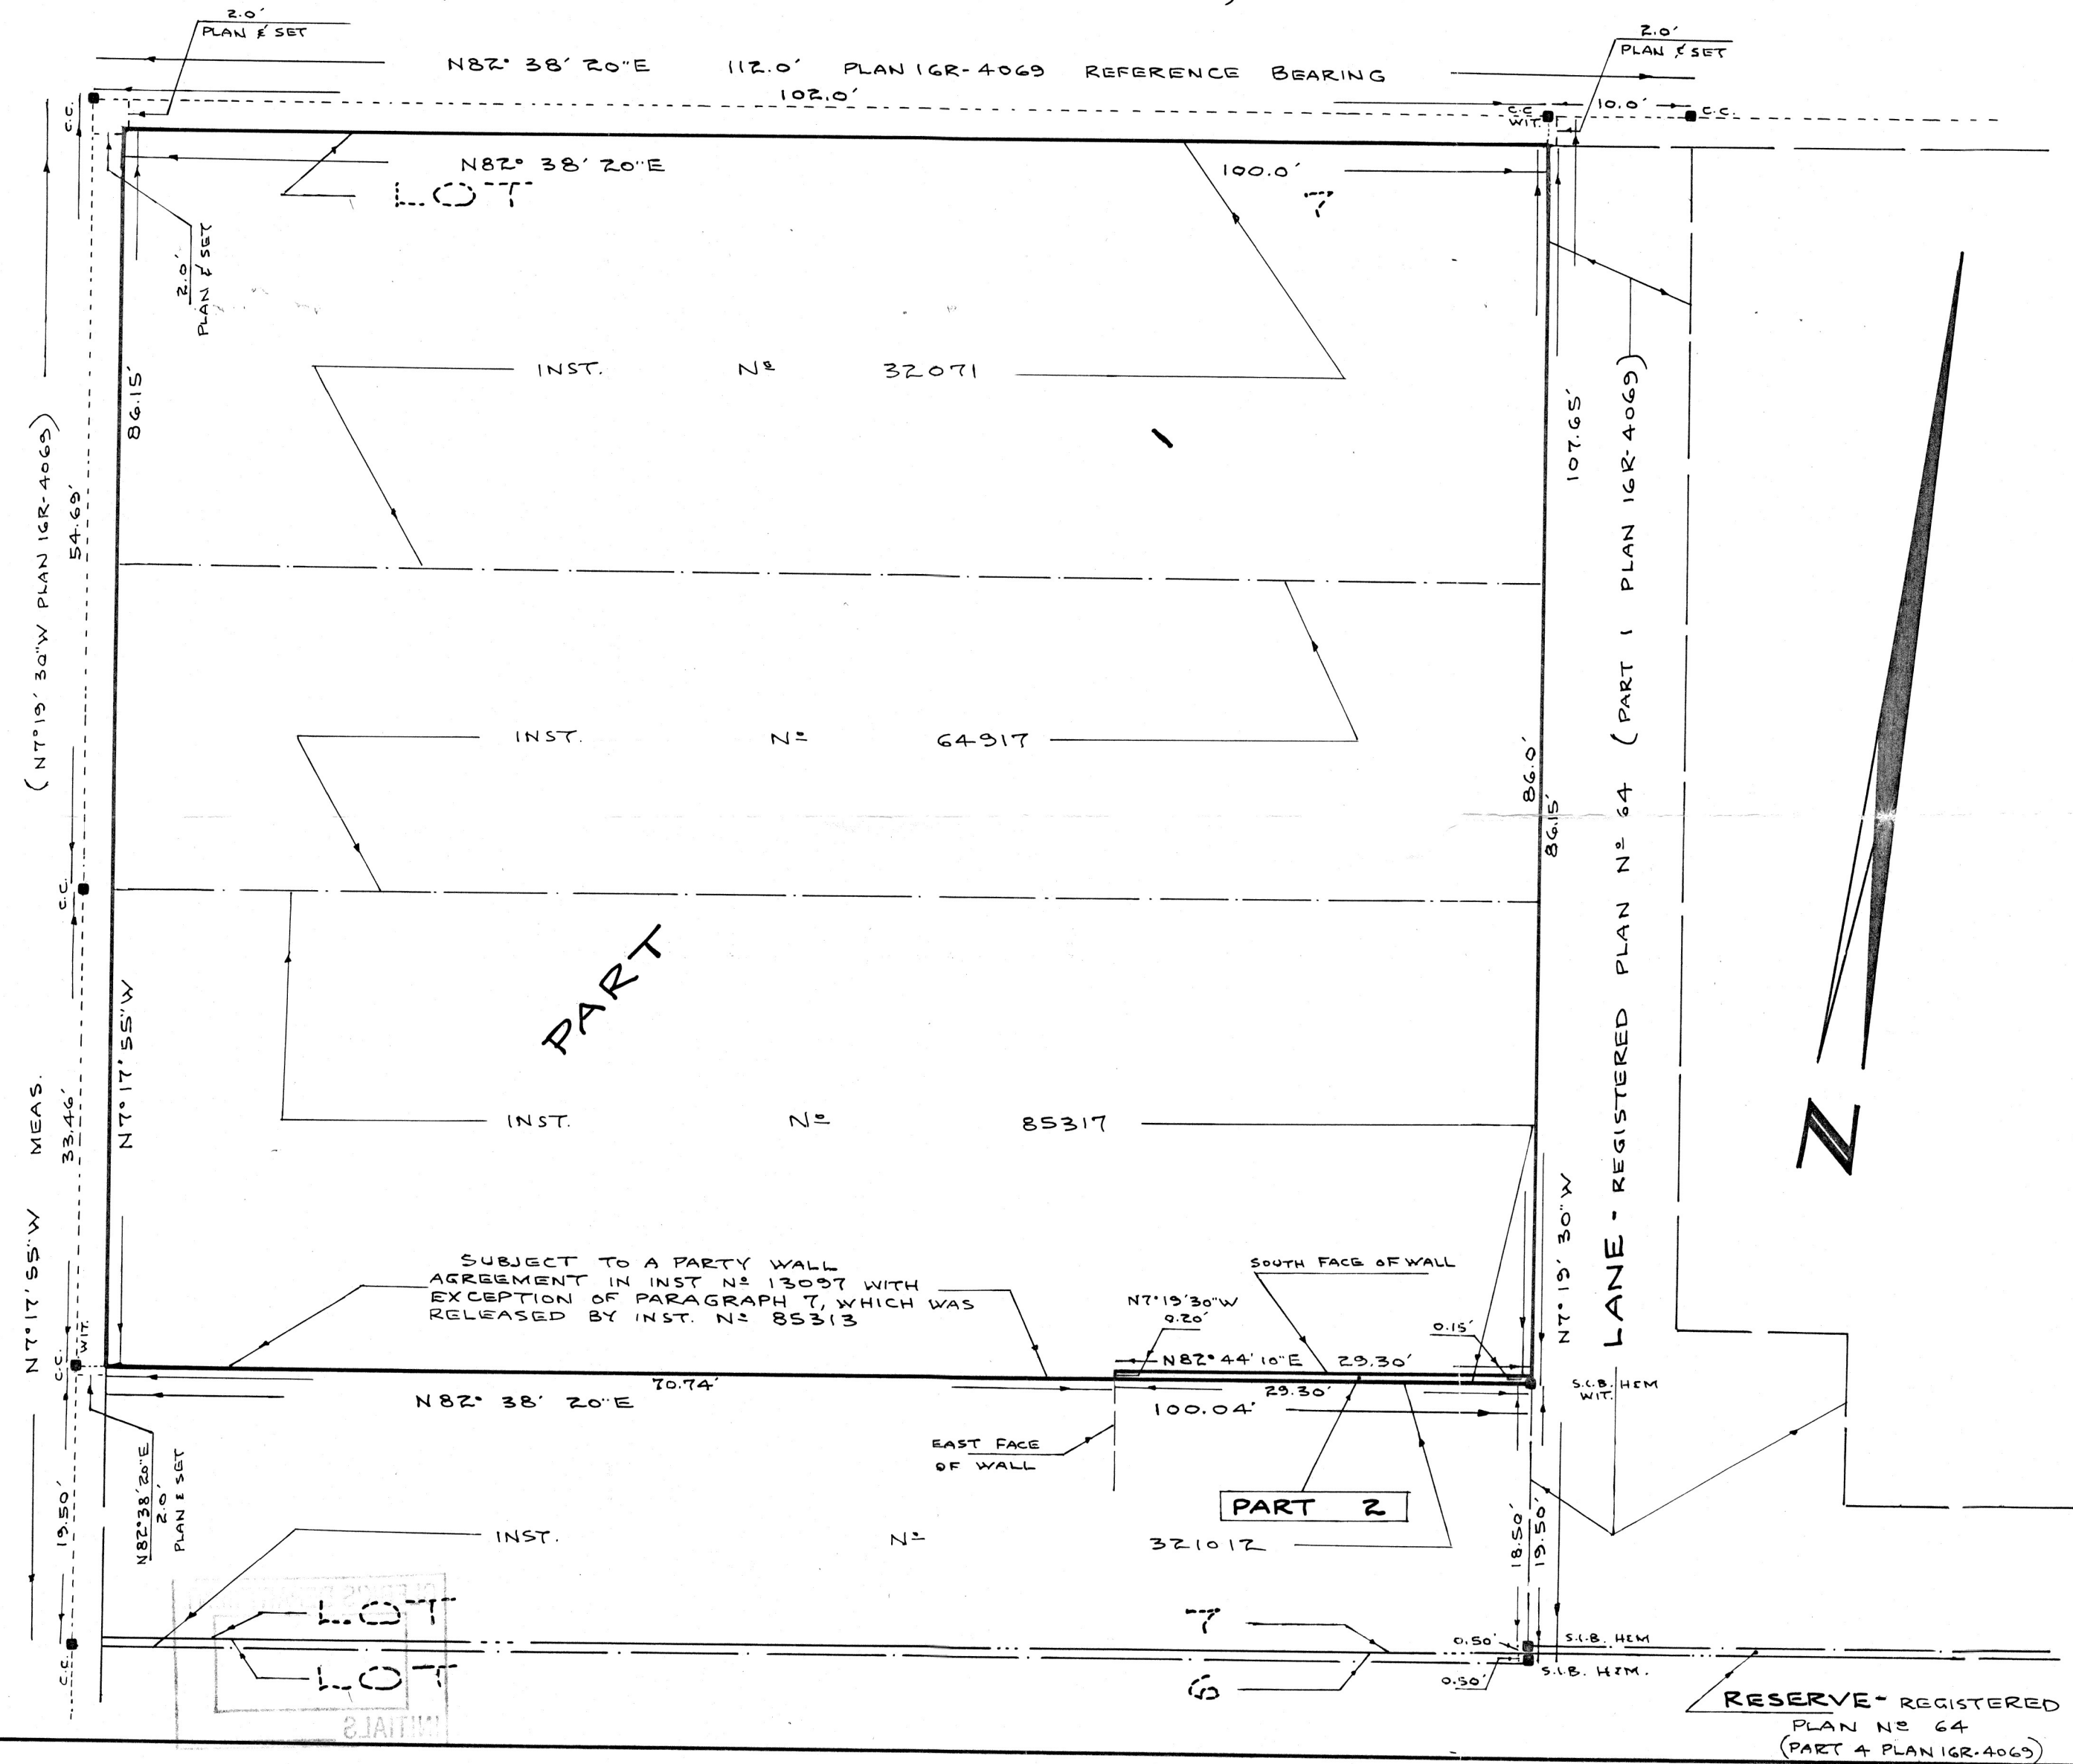 2.0'
PLAN & SET
2.0'
PLAN & SET
N82° 38' 20"E 112.0' PLAN 16R-4069 REFERENCE BEARING
102.0'
10.0'
C.C.
C.C.
WIT.
C.C.
N82° 38' 20"E
100.0'
LOT 7
2.0'
PLAN & SET
86.15'
54.69'
(N7°19'30"W PLAN 16R-4069)
INST. Nº 32071
1
107.65'
INST. Nº 64917
86.0'
86.15'
LANE - REGISTERED PLAN Nº 64 (PART 1 PLAN 16R-4069)
C.C.
PART
N7°17'55"W
33.46'
N7°17'55"W MEAS.
INST. Nº 85317
N
N7°19'30"W
SUBJECT TO A PARTY WALL
AGREEMENT IN INST Nº 13097 WITH
EXCEPTION OF PARAGRAPH 7, WHICH WAS
RELEASED BY INST. Nº 85313
SOUTH FACE OF WALL
N7°19'30"W
0.20'
0.15'
N82°44'10"E 29.30'
C.C.
WIT.
70.74'
29.30'
N82° 38' 20"E
100.04'
S.I.B. HEM
WIT.
EAST FACE
OF WALL
N82°38'20"E
2.0'
PLAN & SET
19.50'
PART 2
INST. Nº 321012
18.50'
19.50'
LOT 7
LOT 6
C.C.
0.50'
S.I.B. HEM
0.50'
S.I.B. HEM.
INITIALS
RESERVE - REGISTERED
PLAN Nº 64
(PART 4 PLAN 16R-4069)